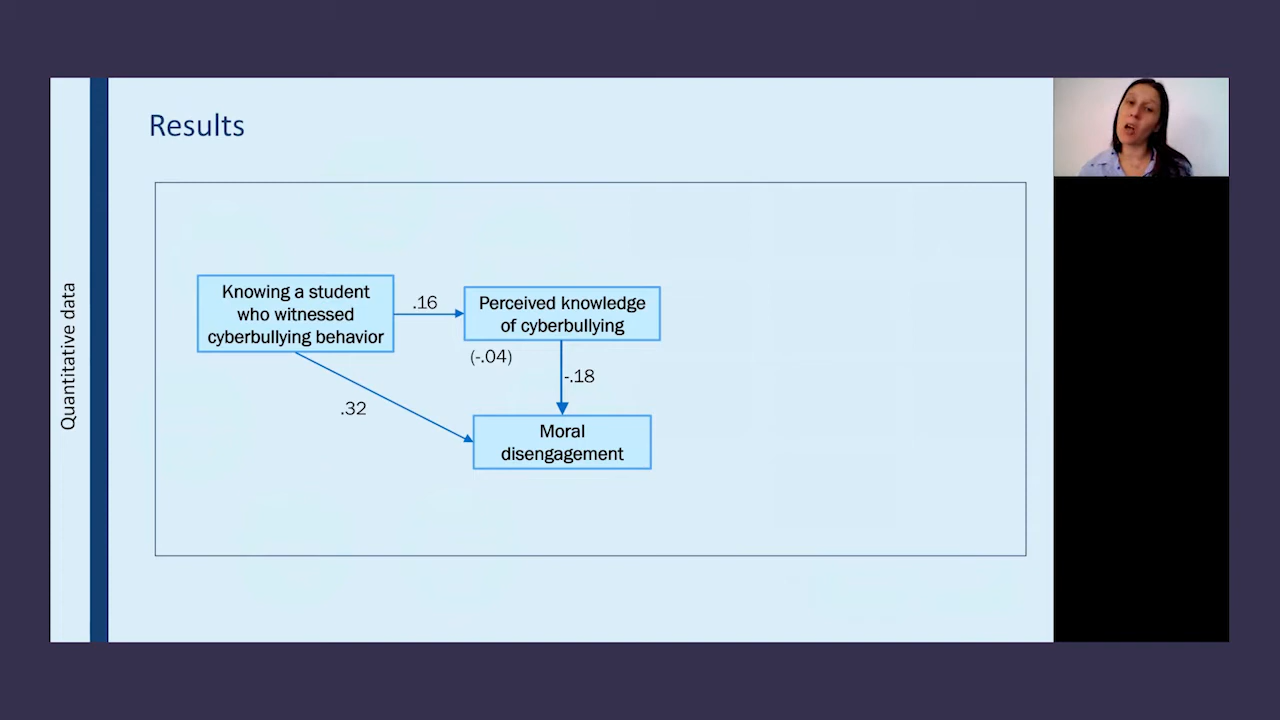 Results
Quantitative data
Knowing a student
who witnessed
cyberbullying behavior
.16
Perceived knowledge
of cyberbullying
(-.04)
-.18
.32
Moral
disengagement